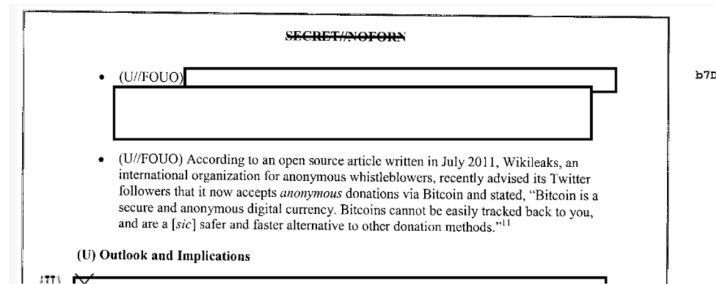 SECRET//NOFORN
• (U//FOUO)
b7D
• (U//FOUO) According to an open source article written in July 2011, Wikileaks, an
international organization for anonymous whistleblowers, recently advised its Twitter
followers that it now accepts anonymous donations via Bitcoin and stated, “Bitcoin is a
secure and anonymous digital currency. Bitcoins cannot be easily tracked back to you,
and are a [sic] safer and faster alternative to other donation methods.”11
(U) Outlook and Implications